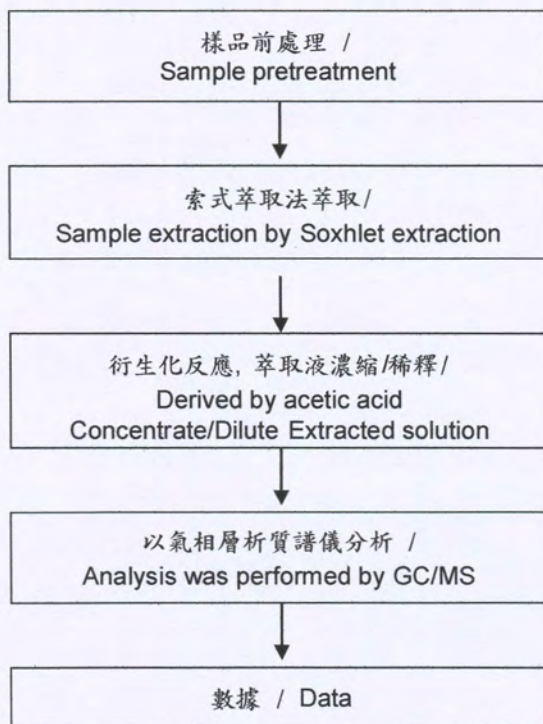 樣品前處理 /
Sample pretreatment
索式萃取法萃取/
Sample extraction by Soxhlet extraction
衍生化反應, 萃取液濃縮/稀釋/
Derived by acetic acid
Concentrate/Dilute Extracted solution
以氣相層析質譜儀分析 /
Analysis was performed by GC/MS
數據 / Data